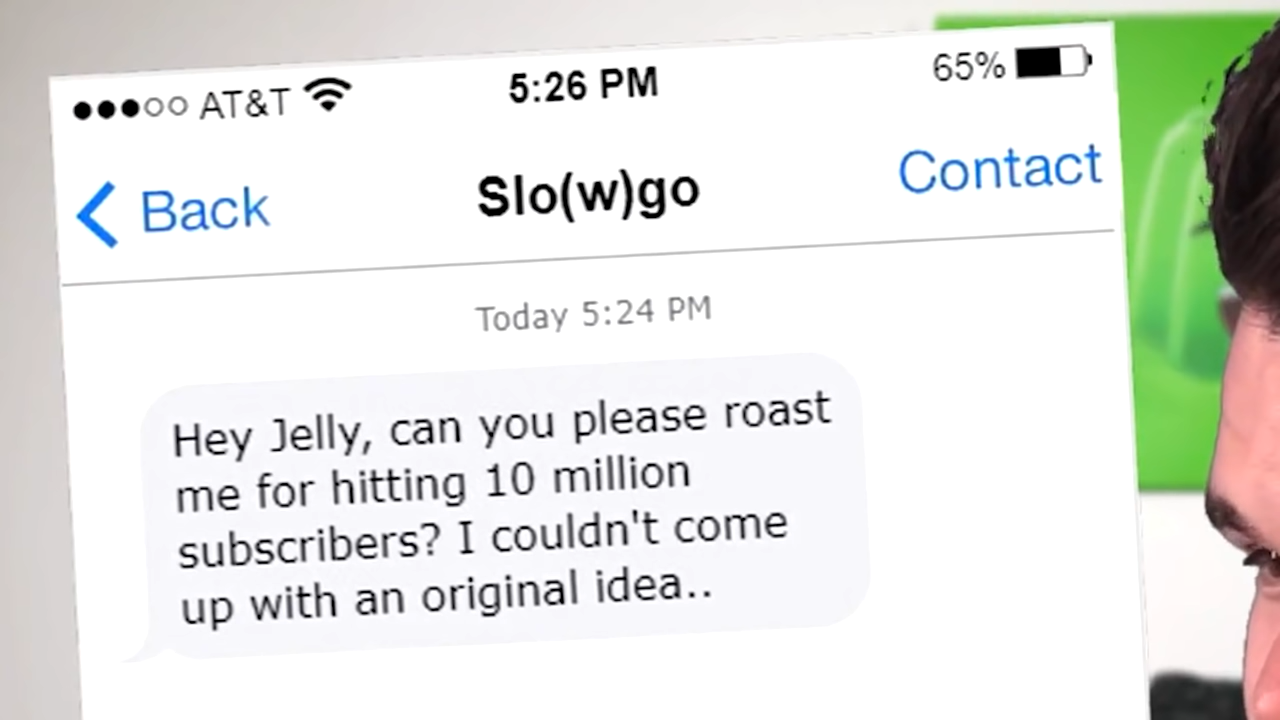 ●●●○○ AT&T 5:26 PM 65%
Back Slo(w)go Contact
Today 5:24 PM
Hey Jelly, can you please roast
me for hitting 10 million
subscribers? I couldn't come
up with an original idea..